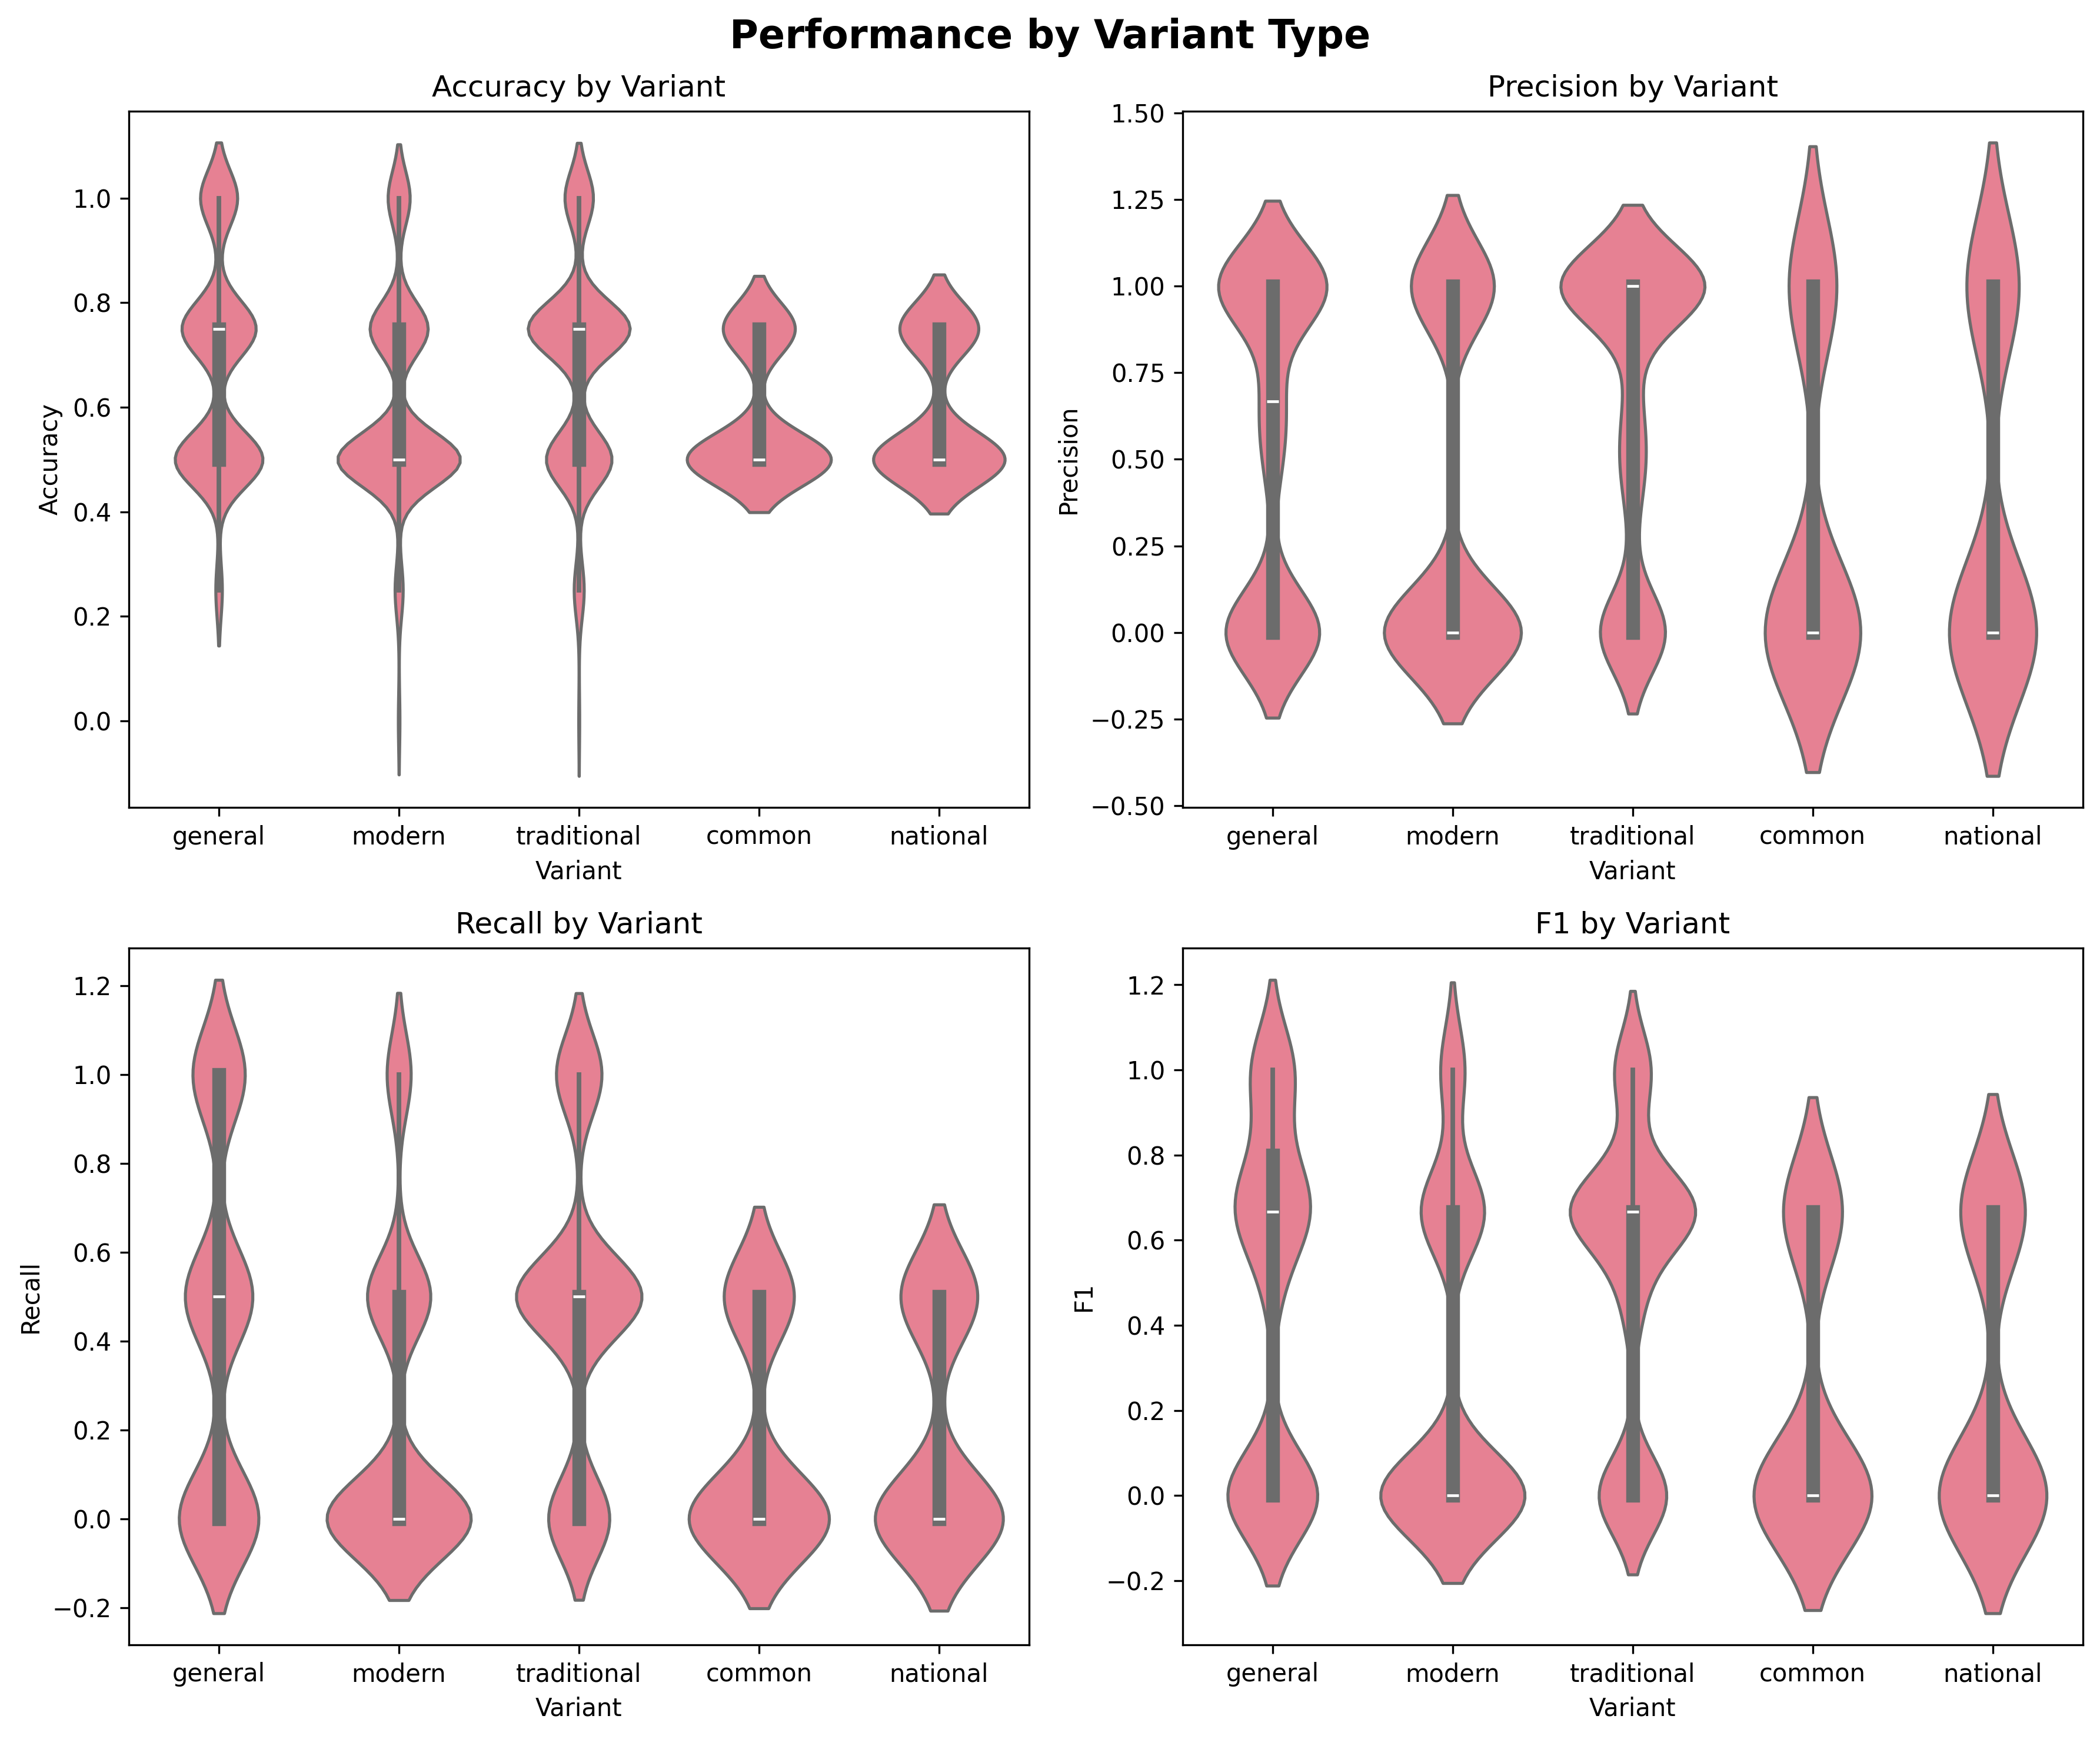 Performance by Variant Type
Accuracy by Variant
Accuracy
1.0
0.8
0.6
0.4
0.2
0.0
general modern traditional common national
Variant
Precision by Variant
Precision
1.50
1.25
1.00
0.75
0.50
0.25
0.00
−0.25
−0.50
general modern traditional common national
Variant
Recall by Variant
Recall
1.2
1.0
0.8
0.6
0.4
0.2
0.0
−0.2
general modern traditional common national
Variant
F1 by Variant
F1
1.2
1.0
0.8
0.6
0.4
0.2
0.0
−0.2
general modern traditional common national
Variant